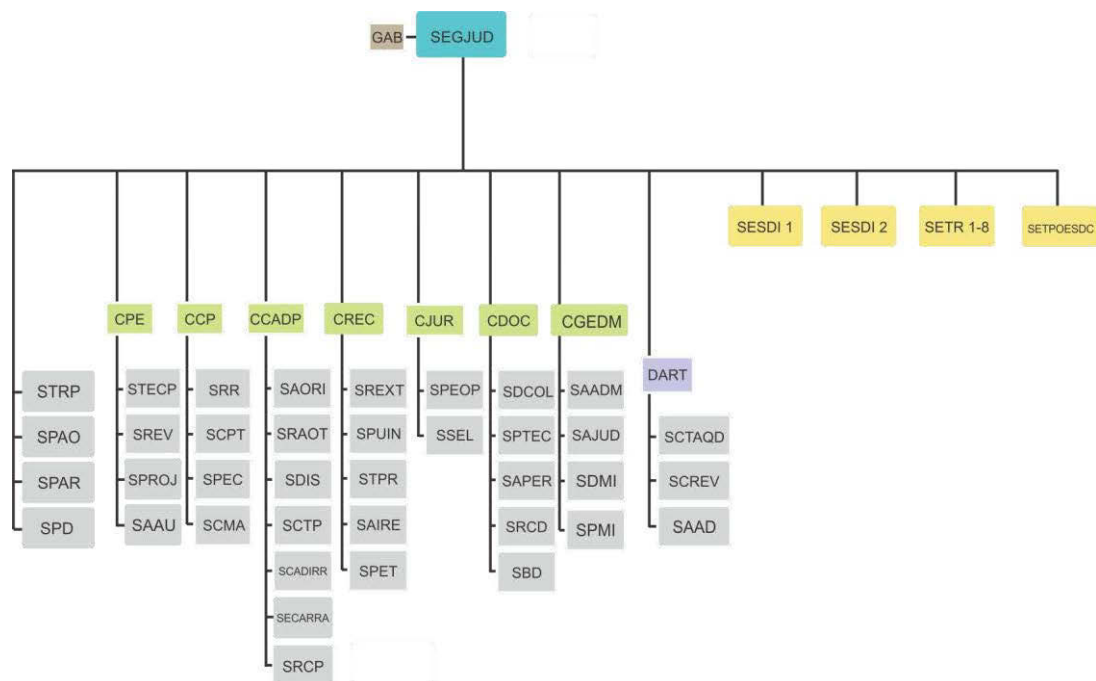 GAB
SEGJUD
SESDI 1
SESDI 2
SETR 1-8
SETPOESDC
STRP
SPAO
SPAR
SPD
CPE
STECP
SREV
SPROJ
SAAU
CCP
SRR
SCPT
SPEC
SCMA
CCADP
SAORI
SRAOT
SDIS
SCTP
SCADIRR
SECARRA
SRCP
CREC
SREXT
SPUIN
STPR
SAIRE
SPET
CJUR
SPEOP
SSEL
CDOC
SDCOL
SPTEC
SAPER
SRCD
SBD
CGEDM
SAADM
SAJUD
SDMI
SPMI
DART
SCTAQD
SCREV
SAAD